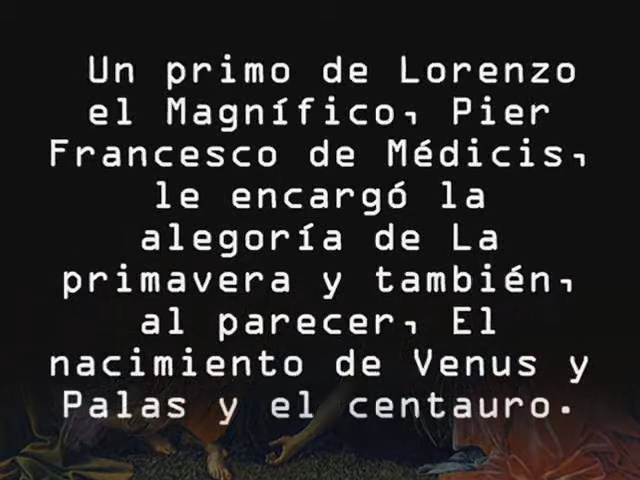 Un primo de Lorenzo
el Magnífico, Pier
Francesco de Médicis,
le encargó la
alegoría de La
primavera y también,
al parecer, El
nacimiento de Venus y
Palas y el centauro.